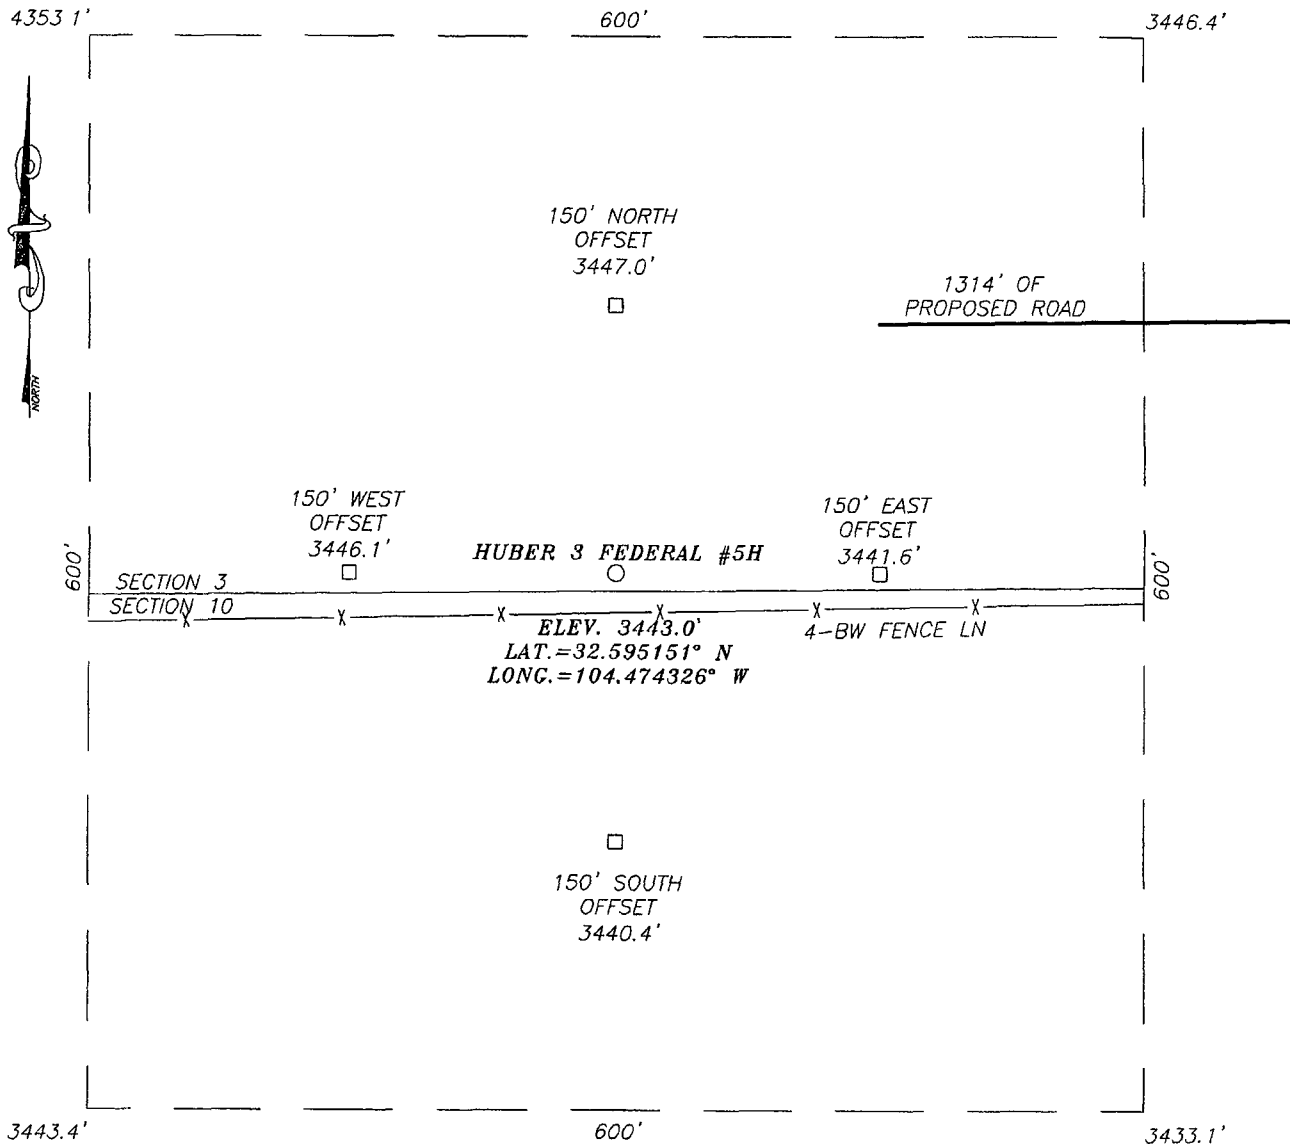 4353 1'
600'
3446.4'
150' NORTH
OFFSET
3447.0'
1314' OF
PROPOSED ROAD
NORTH
150' WEST
OFFSET
3446.1'
HUBER 3 FEDERAL #5H
150' EAST
OFFSET
3441.6'
600'
SECTION 3
600'
SECTION 10
X X X X X X
ELEV. 3443.0'
4-BW FENCE LN
LAT.=32.595151° N
LONG.=104.474326° W
150' SOUTH
OFFSET
3440.4'
3443.4'
600'
3433.1'